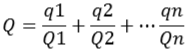 Q = q1/Q1 + q2/Q2 + ⋯ qn/Qn